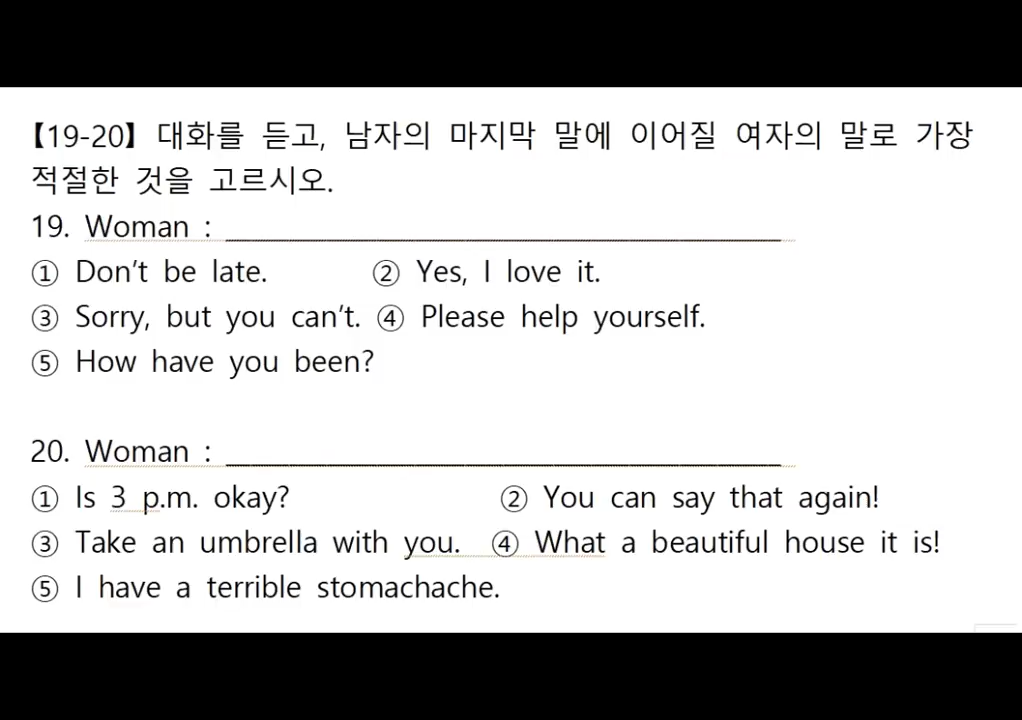 【19-20】 대화를 듣고, 남자의 마지막 말에 이어질 여자의 말로 가장
적절한 것을 고르시오.
19. Woman : ________________________________
① Don't be late. ② Yes, I love it.
③ Sorry, but you can't. ④ Please help yourself.
⑤ How have you been?
20. Woman : ________________________________
① Is 3 p.m. okay? ② You can say that again!
③ Take an umbrella with you. ④ What a beautiful house it is!
⑤ I have a terrible stomachache.